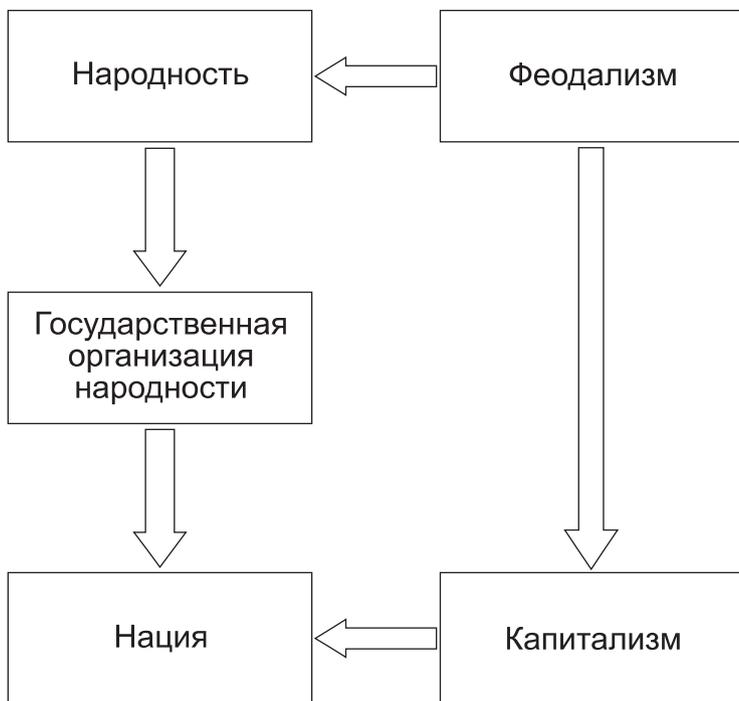 Народность
Феодализм
Государственная
организация
народности
Нация
Капитализм